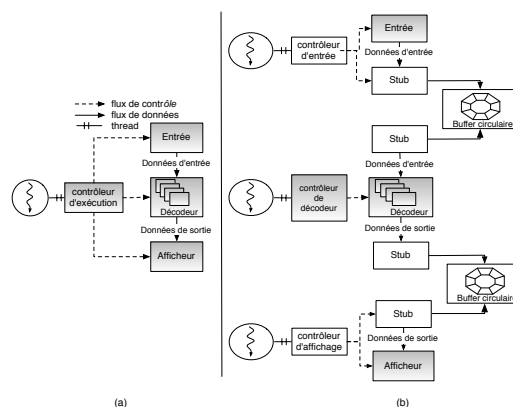 flux de contrôle
flux de données
thread
Entrée
Données d'entrée
contrôleur
d'exécution
Décodeur
Données de sortie
Afficheur
(a)
Entrée
contrôleur
d'entrée
Données d'entrée
Stub
Buffer circulaire
Stub
Données d'entrée
contrôleur
de
décodeur
Décodeur
Données de sortie
Stub
Buffer circulaire
Stub
contrôleur
d'affichage
Données de sortie
Afficheur
(b)